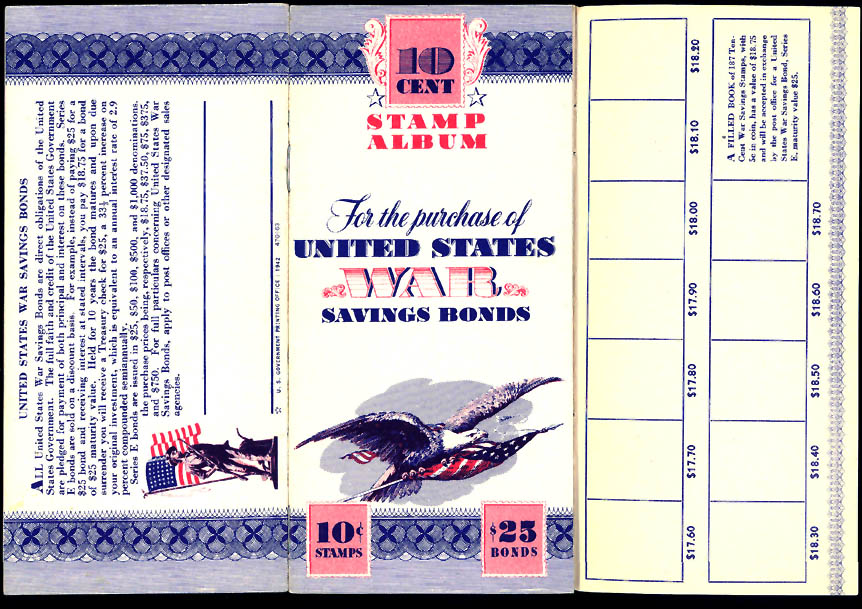 UNITED STATES WAR SAVINGS BONDS
ALL United States War Savings Bonds are direct obligations of the United
States Government. The full faith and credit of the United States Government
are pledged for payment of both principal and interest on these bonds. Series
E bonds are sold on a discount basis. For example, instead of paying $25 for a
$25 bond and receiving interest at stated intervals, you pay $18.75 for a bond
of $25 maturity value. Held for 10 years the bond matures and upon due
surrender you will receive a Treasury check for $25, a 33⅓ percent increase on
your original investment, which is equivalent to an annual interest rate of 2.9
percent compounded semiannually.
Series E bonds are issued in $25, $50, $100, $500, and $1,000 denominations,
the purchase prices being, respectively, $18.75, $37.50, $75, $375,
and $750. For full particulars concerning United States War
Savings Bonds, apply to post offices or other designated sales
agencies.
☆ U. S. GOVERNMENT PRINTING OFFICE 1942
10
CENT
STAMP
ALBUM
For the purchase of
UNITED STATES
WAR
SAVINGS BONDS
10¢
STAMPS
$25
BONDS
$18.20
$18.10
$18.00
$17.90
$17.80
$17.70
$17.60
A FILLED BOOK of 187 Ten-
Cent War Savings Stamps, with
5¢ in coin, has a value of $18.75
and will be accepted in exchange
by the post office for a United
States War Savings Bond, Series
E, maturity value $25.
$18.70
$18.60
$18.50
$18.40
$18.30